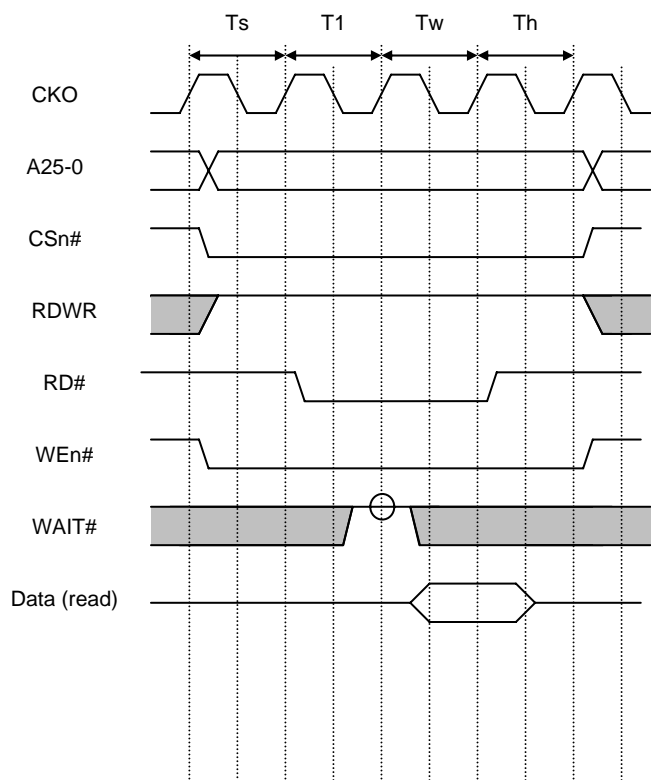 Ts T1 Tw Th
CKO
A25-0
CSn#
RDWR
RD#
WEn#
WAIT#
Data (read)